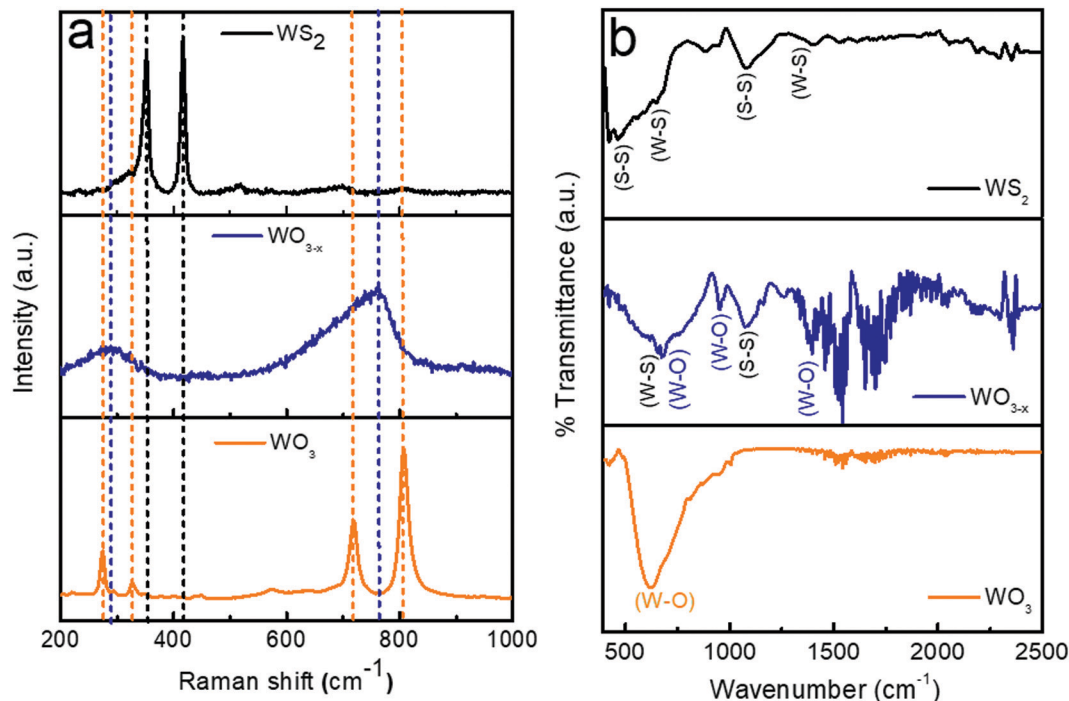 a
WS₂
WO₃₋ₓ
WO₃
Intensity (a.u.)
200 400 600 800 1000
Raman shift (cm⁻¹)
b
(S-S)
(W-S)
(S-S)
(W-S)
WS₂
(W-S)
(W-O)
(W-O)
(S-S)
(W-O)
WO₃₋ₓ
(W-O)
WO₃
% Transmittance (a.u.)
500 1000 1500 2000 2500
Wavenumber (cm⁻¹)